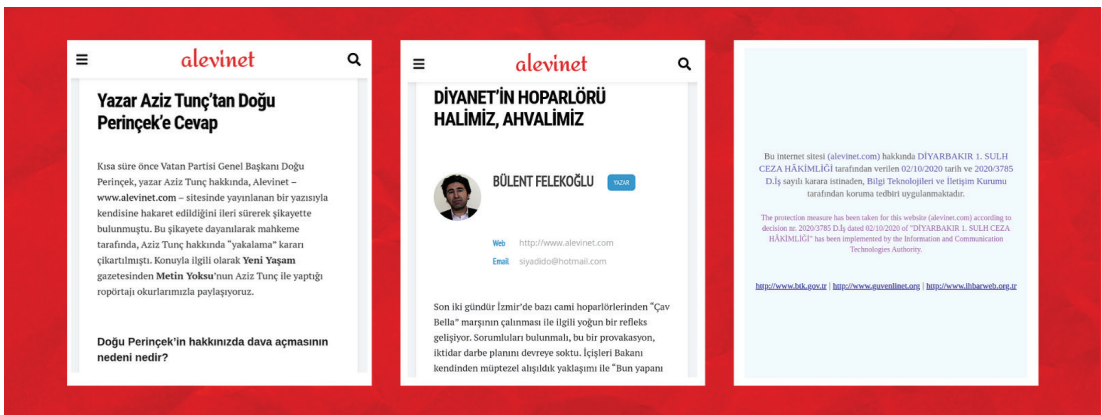 alevinet
Yazar Aziz Tunç’tan Doğu
Perinçek’e Cevap
Kısa süre önce Vatan Partisi Genel Başkanı Doğu
Perinçek, yazar Aziz Tunç hakkında, Alevinet –
www.alevinet.com – sitesinde yayınlanan bir yazısıyla
kendisine hakaret edildiğini ileri sürerek şikayette
bulunmuştu. Bu şikayete dayanılarak mahkeme
tarafında, Aziz Tunç hakkında “yakalama” kararı
çıkartılmıştı. Konuyla ilgili olarak Yeni Yaşam
gazetesinden Metin Yoksu’nun Aziz Tunç ile yaptığı
ropörtajı okurlarımızla paylaşıyoruz.
Doğu Perinçek’in hakkınızda dava açmasının
nedeni nedir?
alevinet
DİYANET’İN HOPARLÖRÜ
HALİMİZ, AHVALİMİZ
BÜLENT FELEKOĞLU YAZAR
Web http://www.alevinet.com
Email siyadido@hotmail.com
Son iki gündür İzmir’de bazı cami hoparlörlerinden “Çav
Bella” marşının çalınması ile ilgili yoğun bir refleks
gelişiyor. Sorumluları bulunmalı, bu bir provakasyon,
iktidar darbe planını devreye soktu. İçişleri Bakanı
kendinden müptezel alışıldık yaklaşımı ile “Bun yapanı
Bu internet sitesi (alevinet.com) hakkında DİYARBAKIR 1. SULH
CEZA HÂKİMLİĞİ tarafından verilen 02/10/2020 tarih ve 2020/3785
D.İş sayılı karara istinaden, Bilgi Teknolojileri ve İletişim Kurumu
tarafından koruma tedbiri uygulanmaktadır.
The protection measure has been taken for this website (alevinet.com) according to
decision nr. 2020/3785 D.İş dated 02/10/2020 of "DİYARBAKIR 1. SULH CEZA
HÂKİMLİĞİ" has been implemented by the Information and Communication
Technologies Authority.
http://www.btk.gov.tr | http://www.guvenlinet.org | http://www.ihbarweb.org.tr